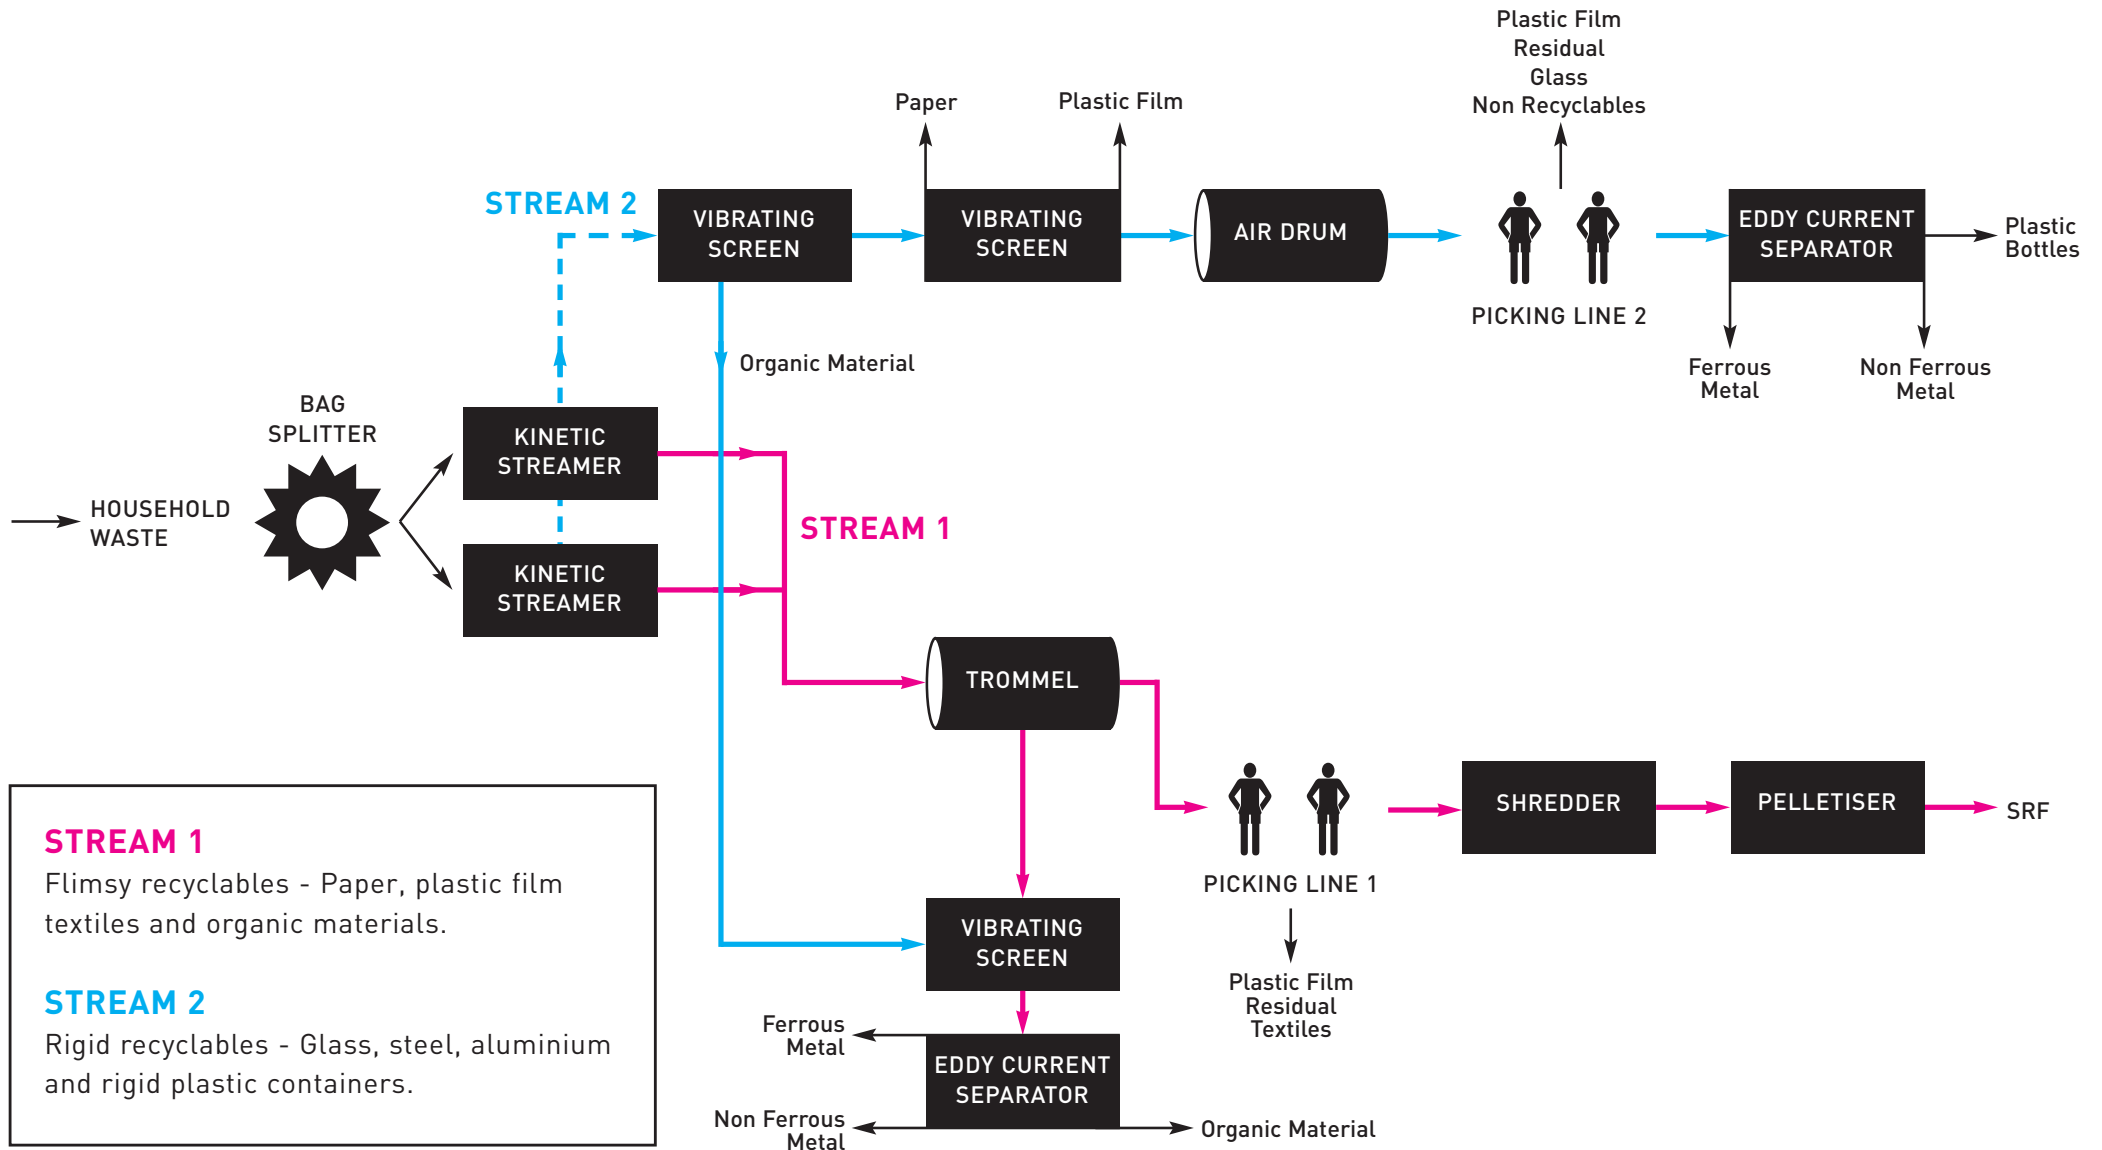 Plastic Film
Residual
Glass
Non Recyclables
Paper
Plastic Film
STREAM 2
VIBRATING
SCREEN
VIBRATING
SCREEN
AIR DRUM
PICKING LINE 2
EDDY CURRENT
SEPARATOR
Plastic
Bottles
Ferrous
Metal
Non Ferrous
Metal
Organic Material
BAG
SPLITTER
HOUSEHOLD
WASTE
KINETIC
STREAMER
KINETIC
STREAMER
STREAM 1
TROMMEL
PICKING LINE 1
Plastic Film
Residual
Textiles
SHREDDER
PELLETISER
SRF
VIBRATING
SCREEN
Ferrous
Metal
EDDY CURRENT
SEPARATOR
Non Ferrous
Metal
Organic Material
STREAM 1
Flimsy recyclables - Paper, plastic film
textiles and organic materials.
STREAM 2
Rigid recyclables - Glass, steel, aluminium
and rigid plastic containers.